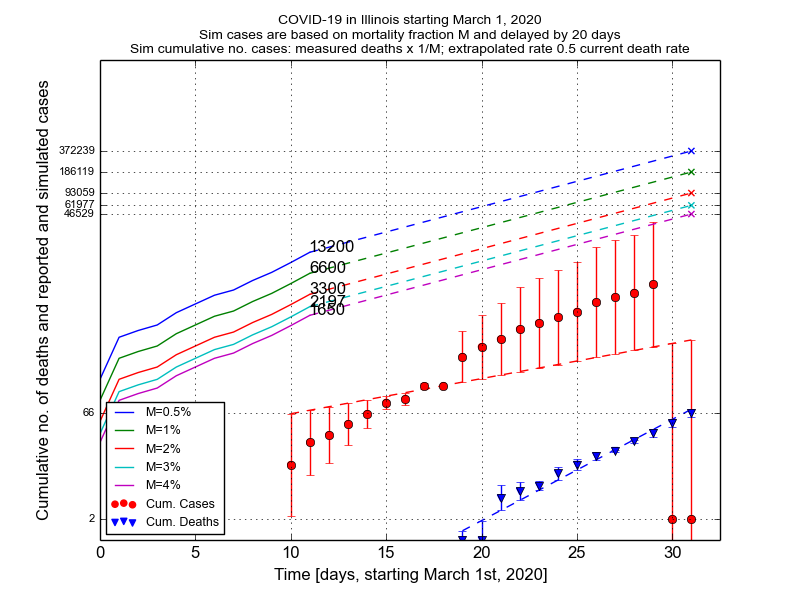 COVID-19 in Illinois starting March 1, 2020
Sim cases are based on mortality fraction M and delayed by 20 days
Sim cumulative no. cases: measured deaths x 1/M; extrapolated rate 0.5 current death rate
Cumulative no. of deaths and reported and simulated cases
372239
186119
93059
61977
46529
66
2
13200
6600
3300
2197
1650
M=0.5%
M=1%
M=2%
M=3%
M=4%
Cum. Cases
Cum. Deaths
0 5 10 15 20 25 30
Time [days, starting March 1st, 2020]